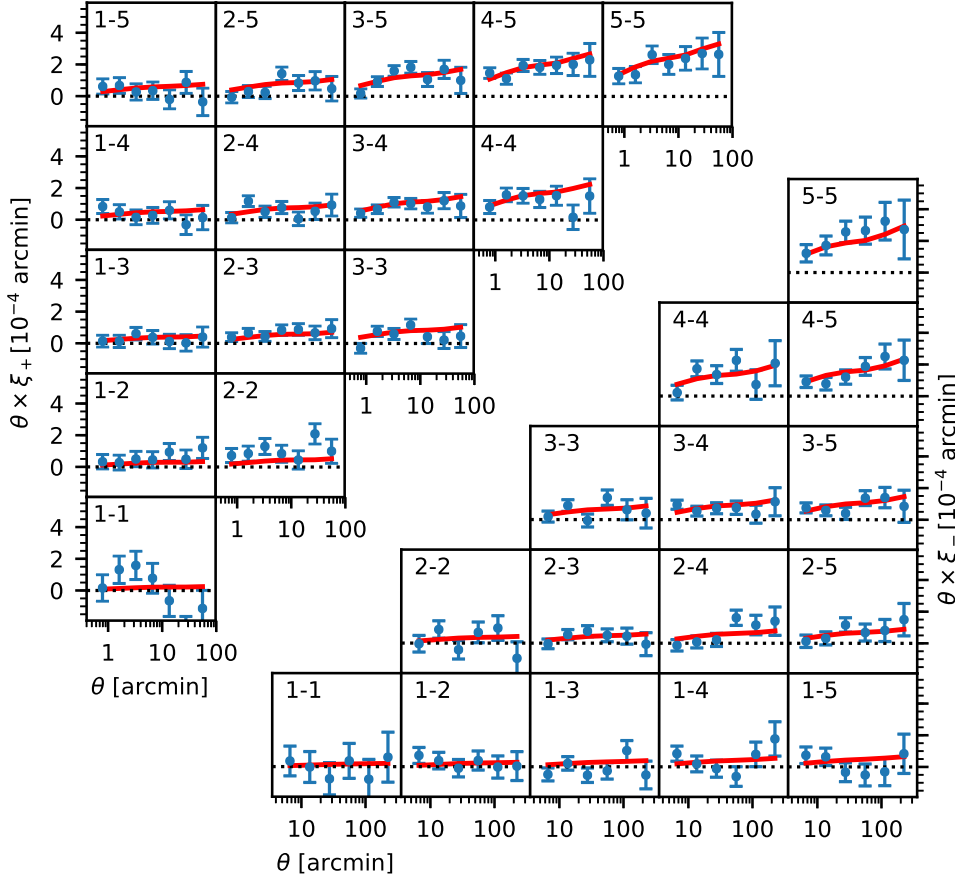 1-5 2-5 3-5 4-5 5-5
4
2
0
1 10 100
1-4 2-4 3-4 4-4
4
2
0
1 10 100
5-5
1-3 2-3 3-3
4
2
0
1 10 100
4-4 4-5
1-2 2-2
4
2
0
1 10 100
3-3 3-4 3-5
1-1
4
2
0
1 10 100
θ [arcmin]
θ × ξ₊ [10⁻⁴ arcmin]
2-2 2-3 2-4 2-5
1-1 1-2 1-3 1-4 1-5
10 100 10 100 10 100 10 100 10 100
θ [arcmin]
θ × ξ₋ [10⁻⁴ arcmin]